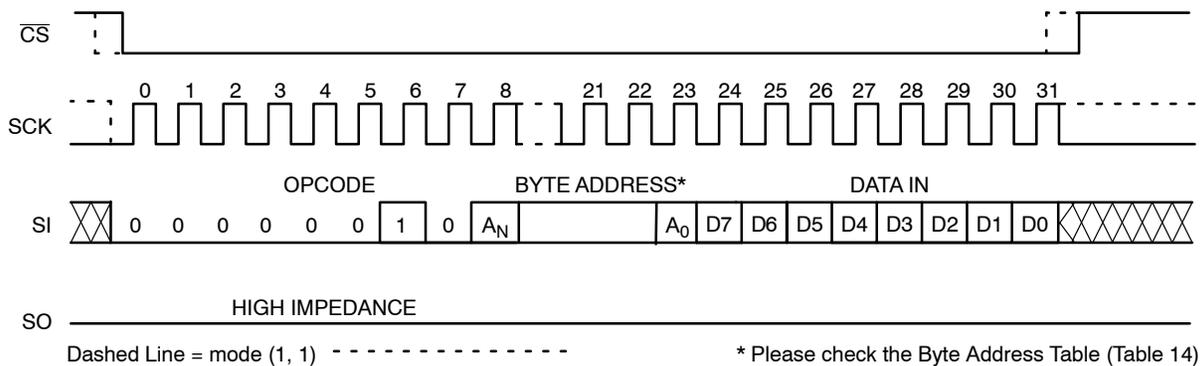 CS
0 1 2 3 4 5 6 7 8 21 22 23 24 25 26 27 28 29 30 31
SCK
OPCODE BYTE ADDRESS* DATA IN
SI 0 0 0 0 0 0 1 0 AN A0 D7 D6 D5 D4 D3 D2 D1 D0
HIGH IMPEDANCE
SO
Dashed Line = mode (1, 1) * Please check the Byte Address Table (Table 14)